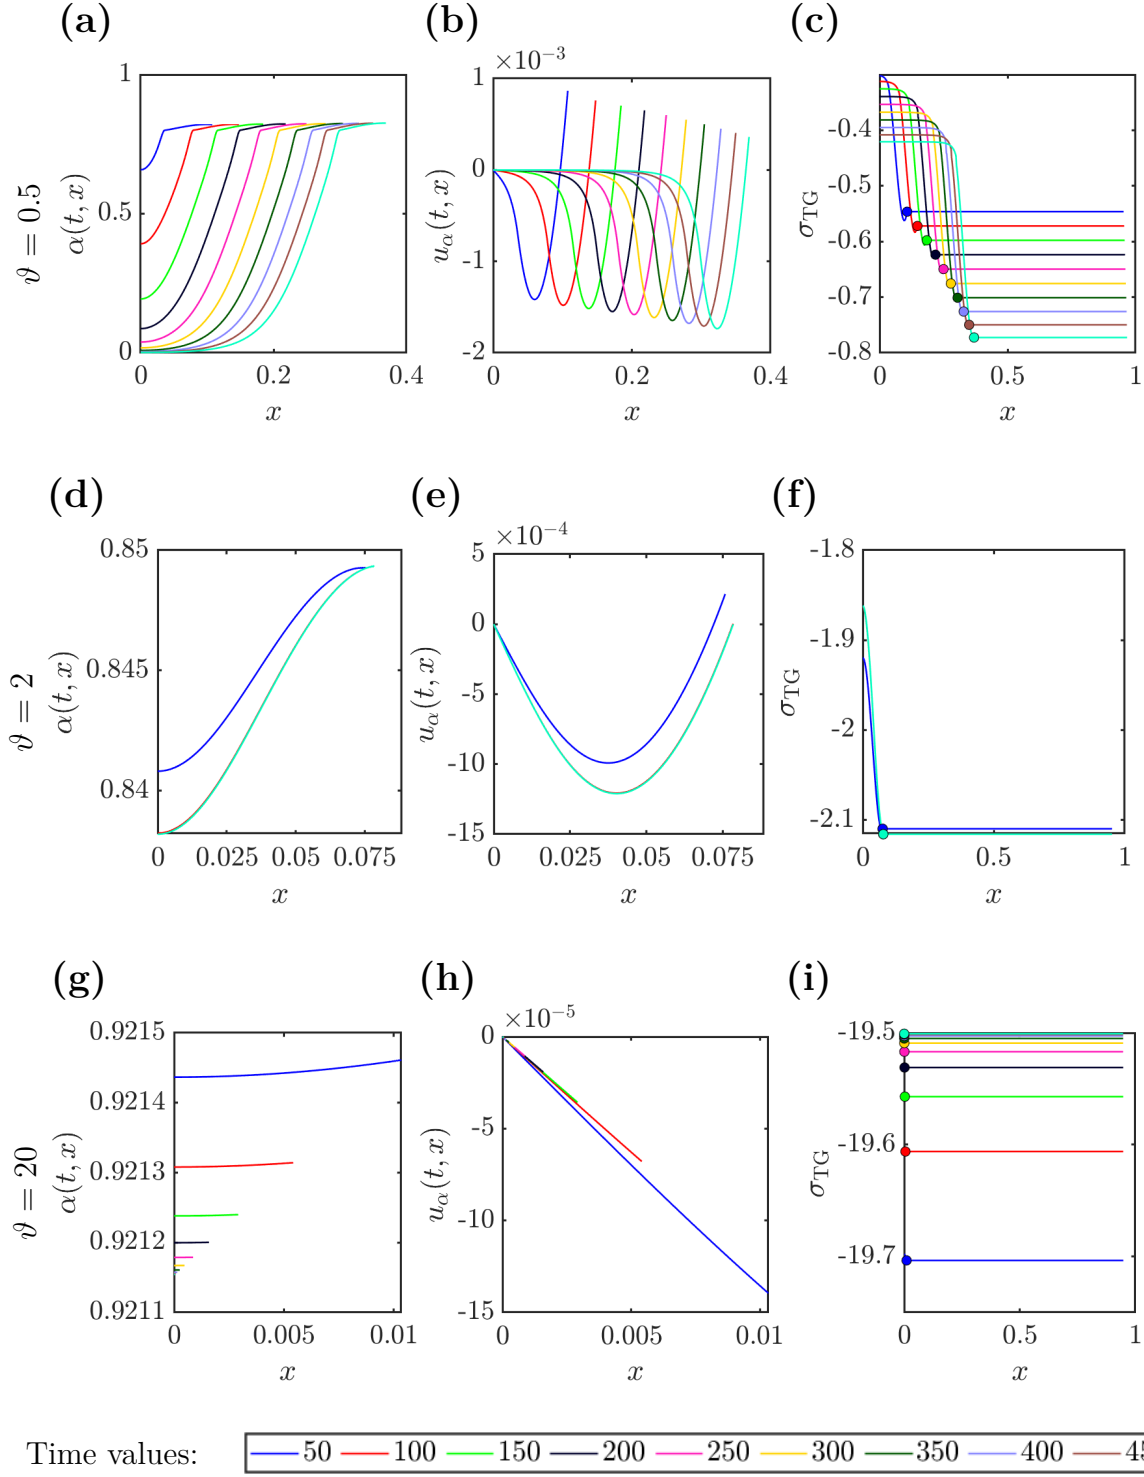 (a) (b) (c)
ϑ = 0.5
α(t, x)
1
0.5
0
0 0.2 0.4
x
×10⁻³
u_α(t, x)
1
0
-1
-2
0 0.2 0.4
x
σ_TG
-0.4
-0.5
-0.6
-0.7
-0.8
0 0.5 1
x
(d) (e) (f)
ϑ = 2
α(t, x)
0.85
0.845
0.84
0 0.025 0.05 0.075
x
×10⁻⁴
u_α(t, x)
5
0
-5
-10
-15
0 0.025 0.05 0.075
x
σ_TG
-1.8
-1.9
-2
-2.1
0 0.5 1
x
(g) (h) (i)
ϑ = 20
α(t, x)
0.9215
0.9214
0.9213
0.9212
0.9211
0 0.005 0.01
x
×10⁻⁵
u_α(t, x)
0
-5
-10
-15
0 0.005 0.01
x
σ_TG
-19.5
-19.6
-19.7
0 0.5 1
x
Time values: 50 100 150 200 250 300 350 400